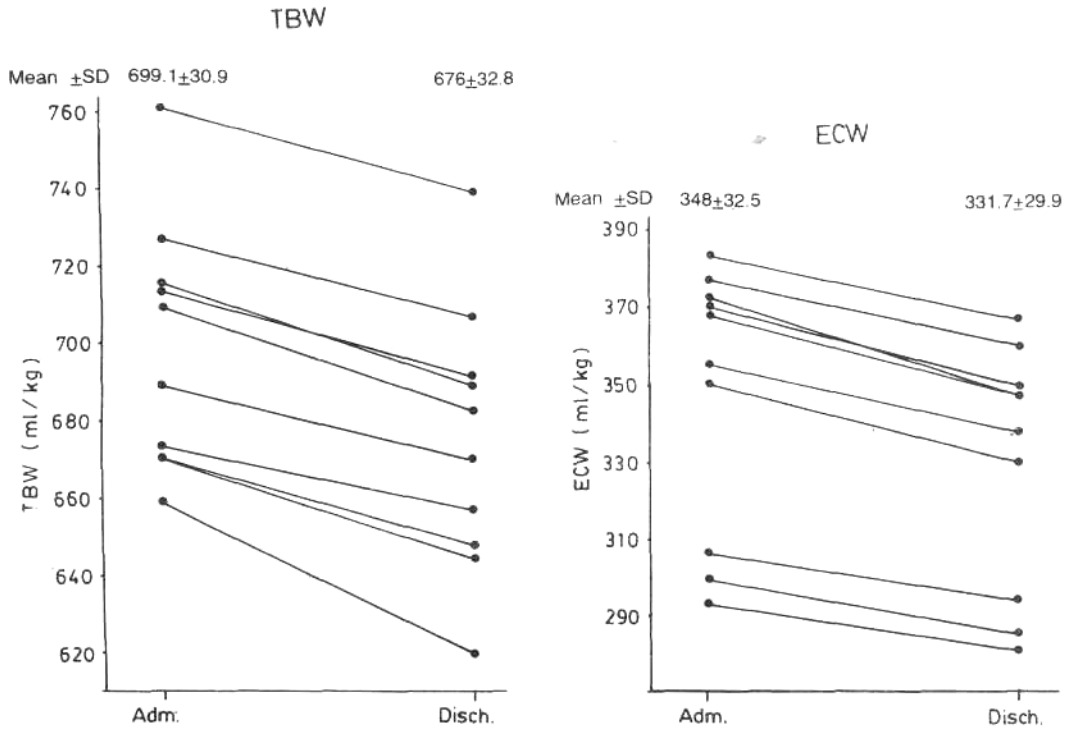 TBW
Mean ±SD 699.1±30.9 676±32.8
760
740
720
700
680
660
640
620
TBW (ml/kg)
Adm. Disch.
ECW
Mean ±SD 348±32.5 331.7±29.9
390
370
350
330
310
290
ECW (ml/kg)
Adm. Disch.